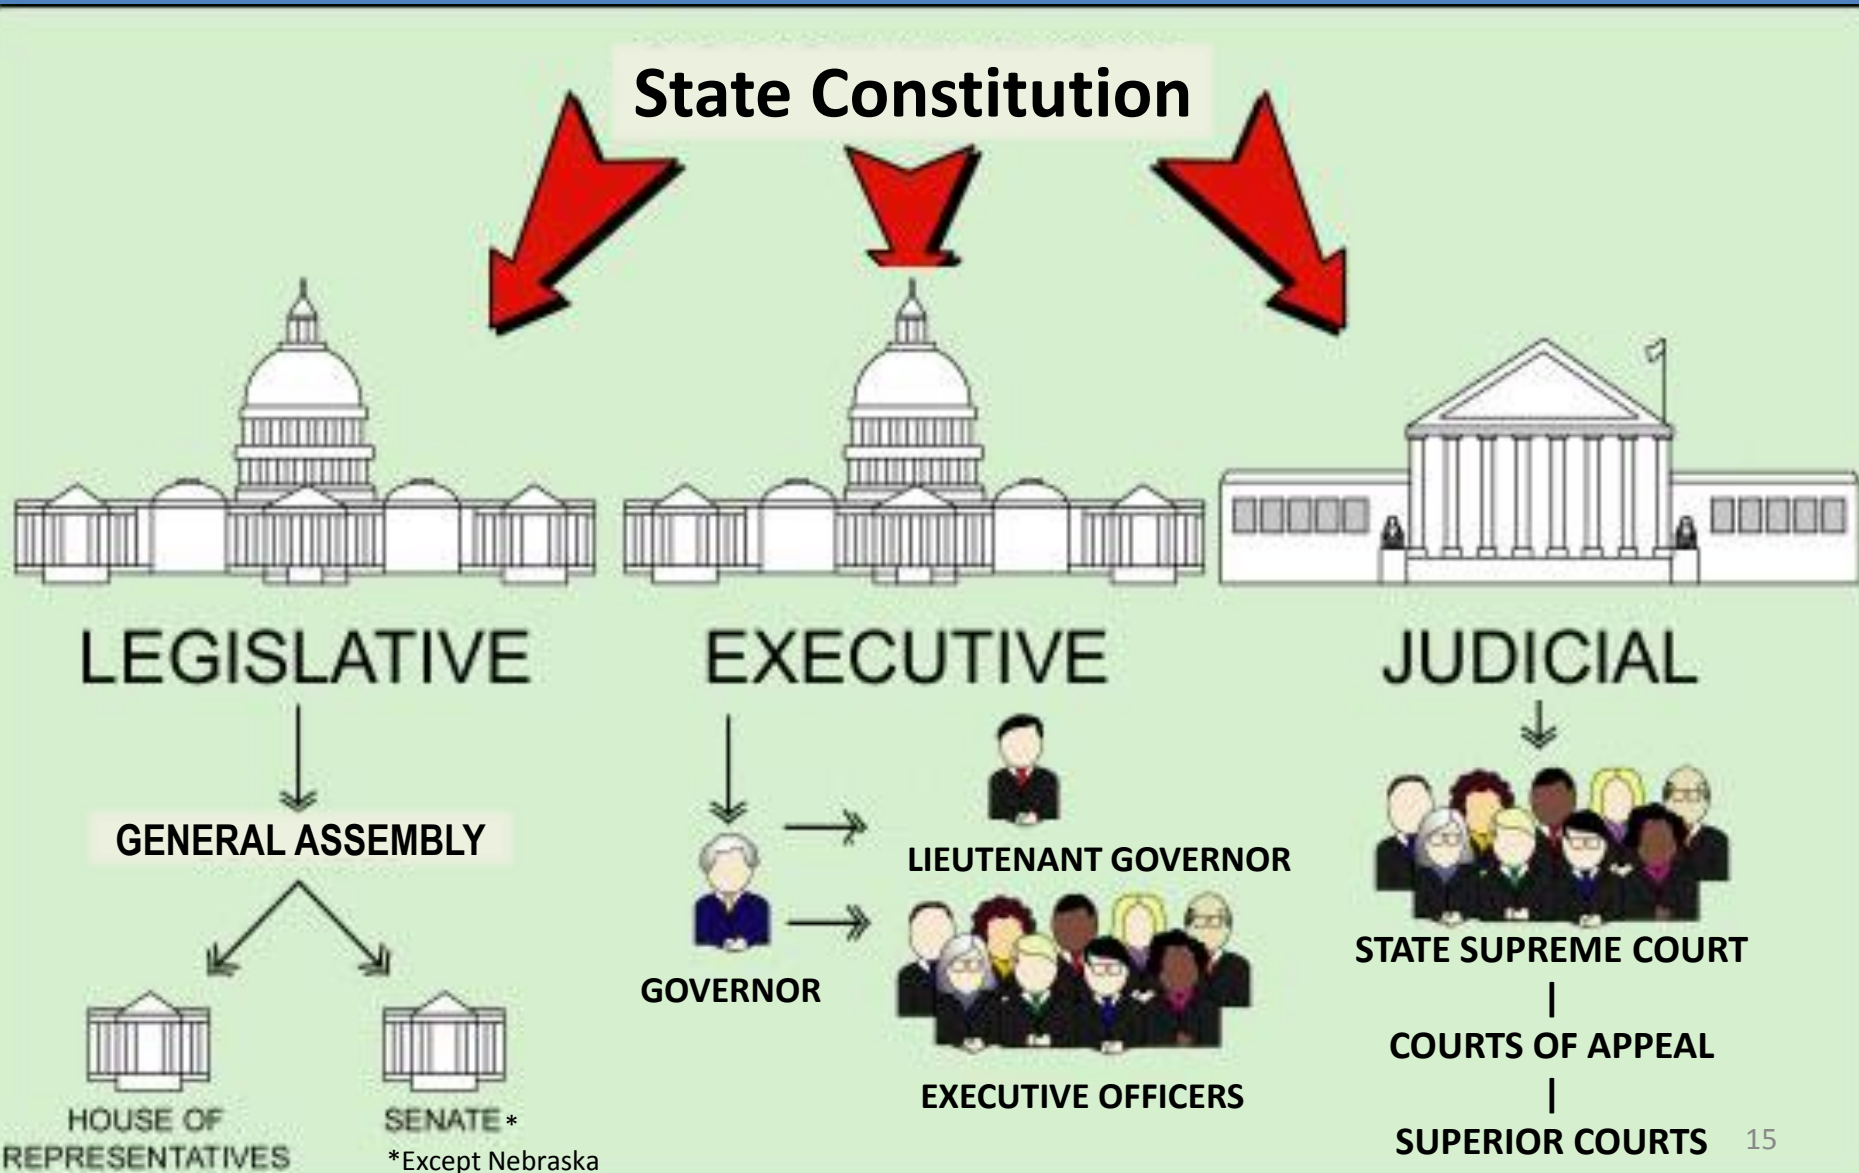 State Constitution
LEGISLATIVE
GENERAL ASSEMBLY
HOUSE OF
REPRESENTATIVES
SENATE*
*Except Nebraska
EXECUTIVE
GOVERNOR
LIEUTENANT GOVERNOR
EXECUTIVE OFFICERS
JUDICIAL
STATE SUPREME COURT
|
COURTS OF APPEAL
|
SUPERIOR COURTS
15